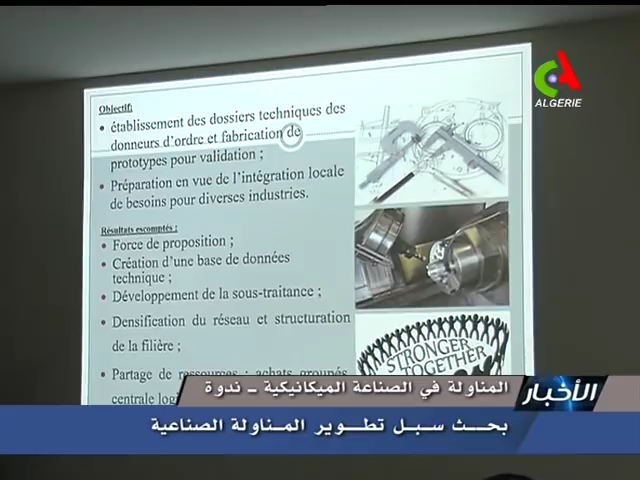 Objectif:
• établissement des dossiers techniques des
donneurs d'ordre et fabrication de
prototypes pour validation ;
• Préparation en vue de l'intégration locale
de besoins pour diverses industries.
Résultats escomptés :
• Force de proposition ;
• Création d'une base de données
technique ;
• Développement de la sous-traitance ;
• Densification du réseau et structuration
de la filière ;
• Partage de ressources : achats groupés
centrale
STRONGER
TOGETHER
ALGERIE
المناولة في الصناعة الميكانيكية - ندوة
الأخبار
بحث سبل تطوير المناولة الصناعية